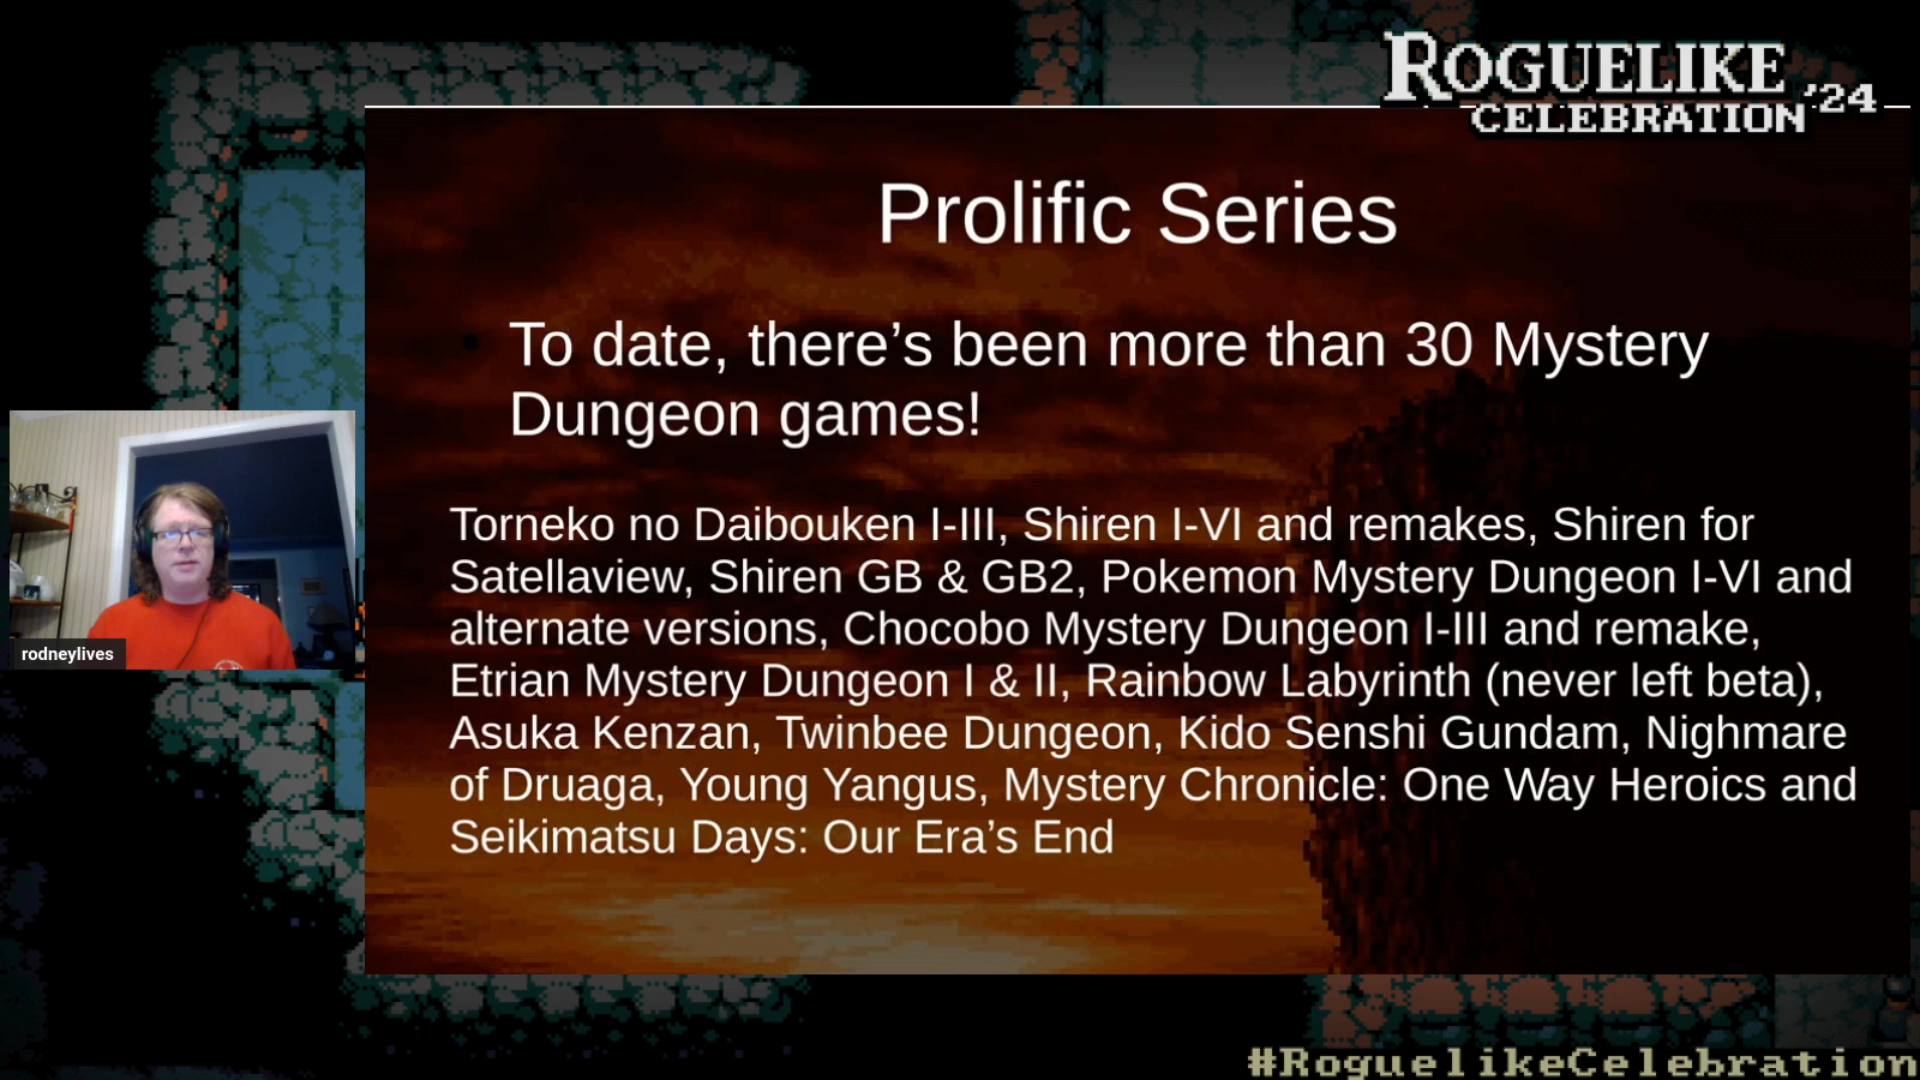 ROGUELIKE
CELEBRATION '24
Prolific Series
To date, there’s been more than 30 Mystery
Dungeon games!
Torneko no Daibouken I-III, Shiren I-VI and remakes, Shiren for
Satellaview, Shiren GB & GB2, Pokemon Mystery Dungeon I-VI and
alternate versions, Chocobo Mystery Dungeon I-III and remake,
Etrian Mystery Dungeon I & II, Rainbow Labyrinth (never left beta),
Asuka Kenzan, Twinbee Dungeon, Kido Senshi Gundam, Nighmare
of Druaga, Young Yangus, Mystery Chronicle: One Way Heroics and
Seikimatsu Days: Our Era’s End
rodneylives
#RoguelikeCelebration